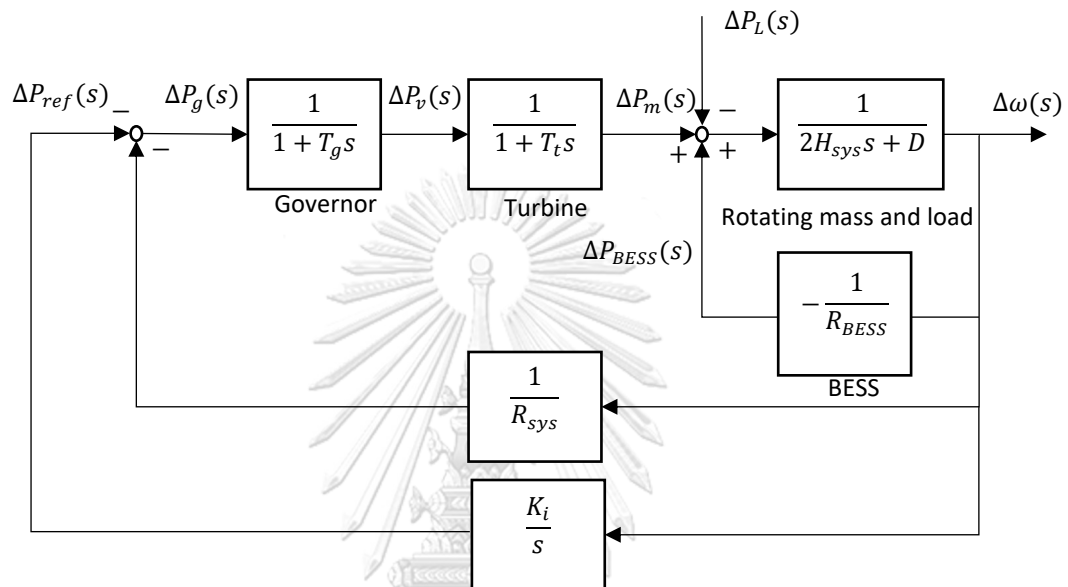 ΔP_L(s)
ΔP_ref(s) − ΔP_g(s) ΔP_v(s) ΔP_m(s) − Δω(s)
−
1/(1 + T_g s)
1/(1 + T_t s)
+ +
1/(2H_sys s + D)
Governor
Turbine
Rotating mass and load
ΔP_BESS(s)
−1/R_BESS
BESS
1/R_sys
K_i/s